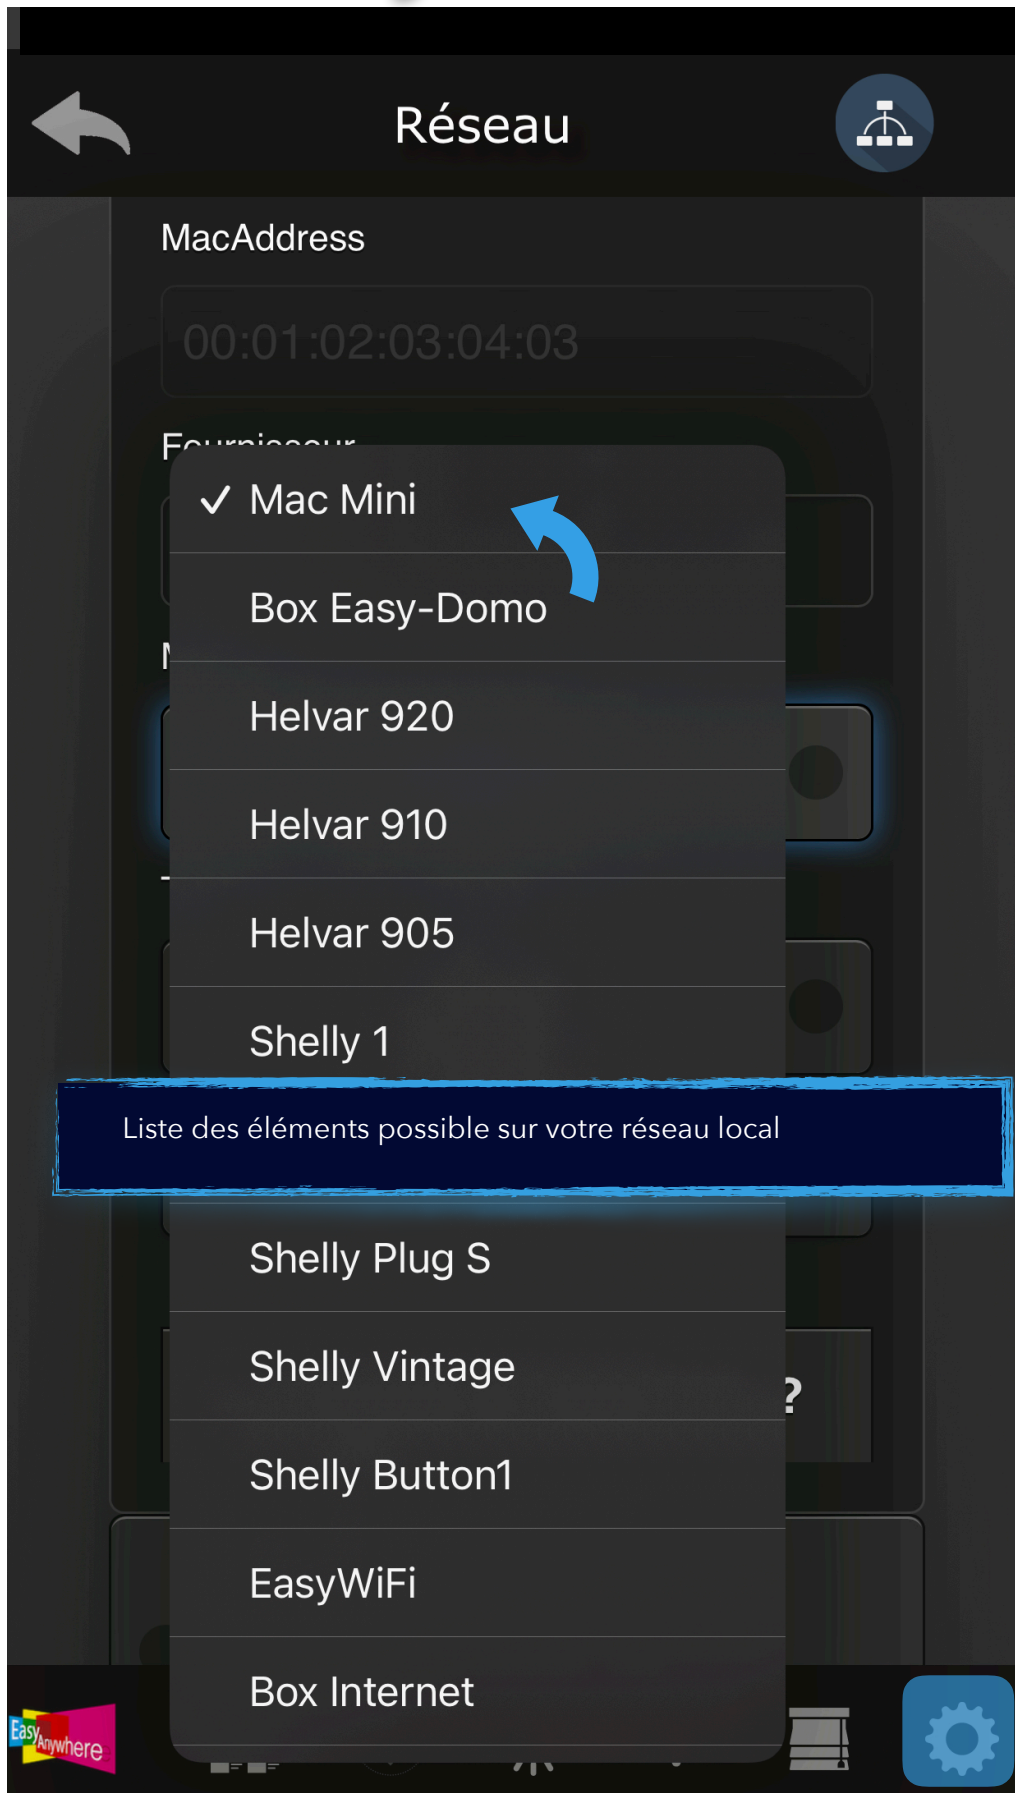 Réseau
MacAddress
00:01:02:03:04:03
Fournisseur
Mac Mini
Box Easy-Domo
Helvar 920
Helvar 910
Helvar 905
Shelly 1
Liste des éléments possible sur votre réseau local
Shelly Plug S
Shelly Vintage
?
Shelly Button1
EasyWiFi
Box Internet
Easy
Anywhere